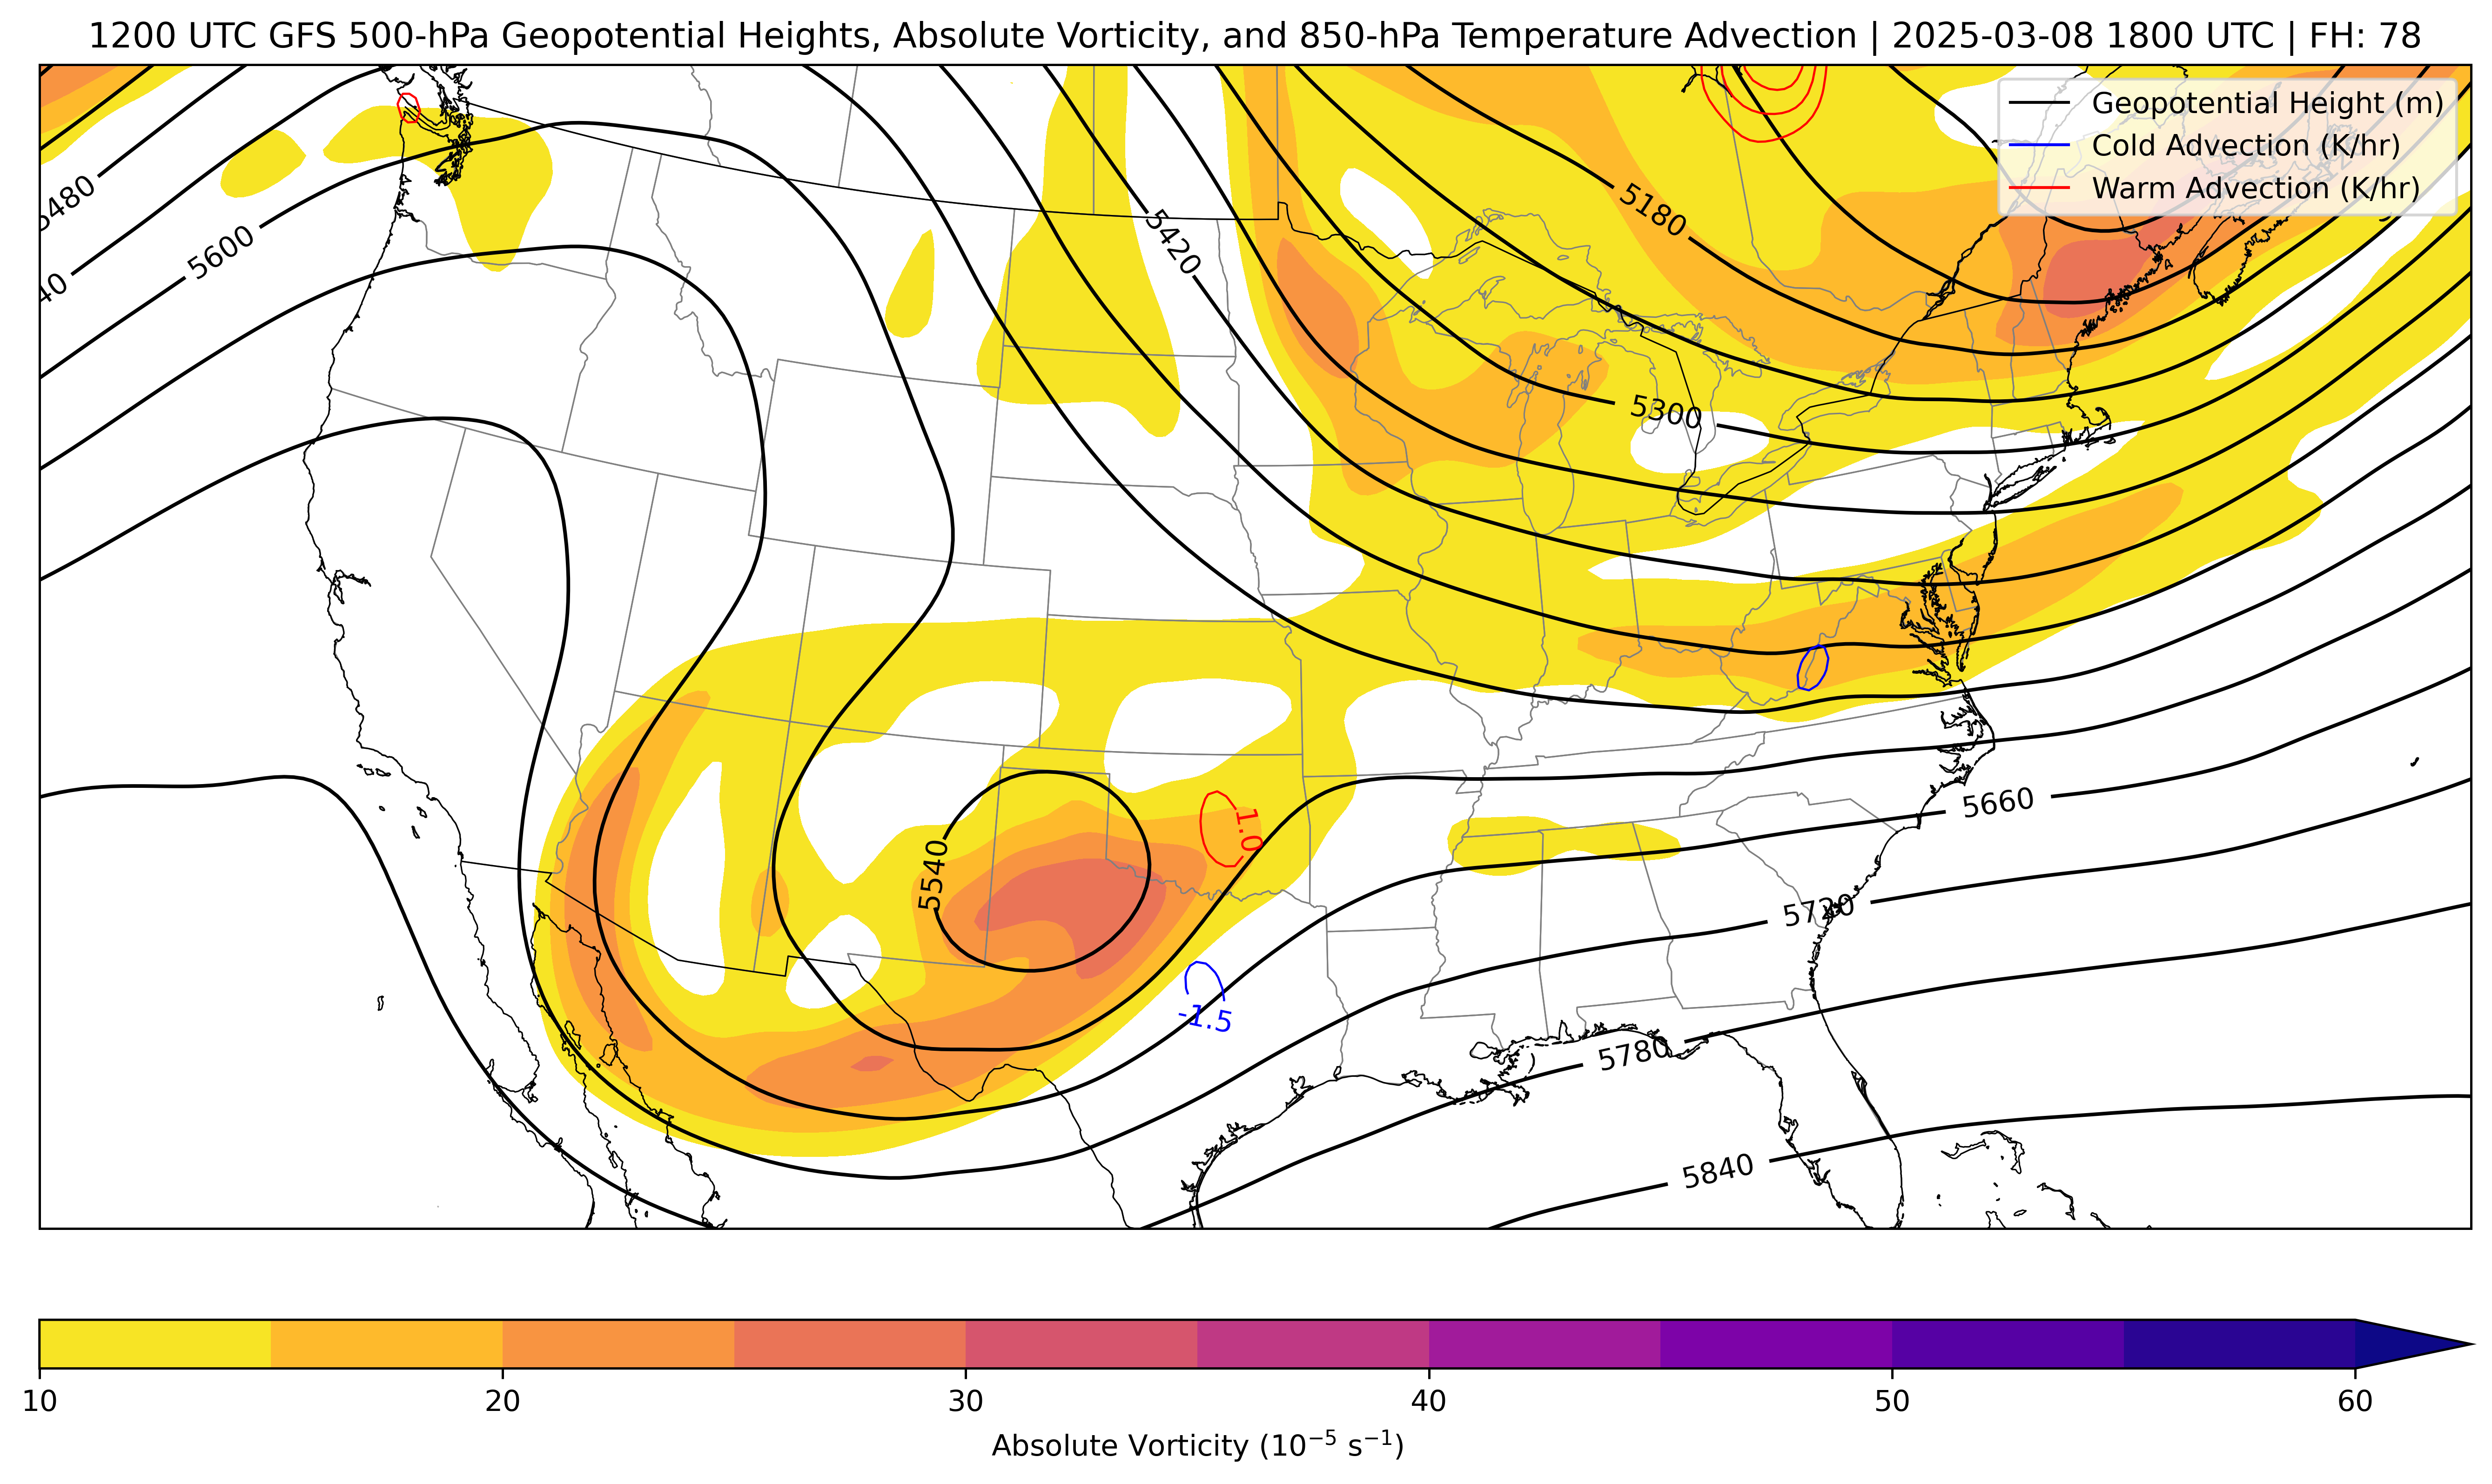 1200 UTC GFS 500-hPa Geopotential Heights, Absolute Vorticity, and 850-hPa Temperature Advection | 2025-03-08 1800 UTC | FH: 78
Geopotential Height (m)
Cold Advection (K/hr)
Warm Advection (K/hr)
5480
5600
40
5420
5180
5300
5540
1.0
-1.5
5660
5720
5780
5840
10 20 30 40 50 60
Absolute Vorticity (10⁻⁵ s⁻¹)